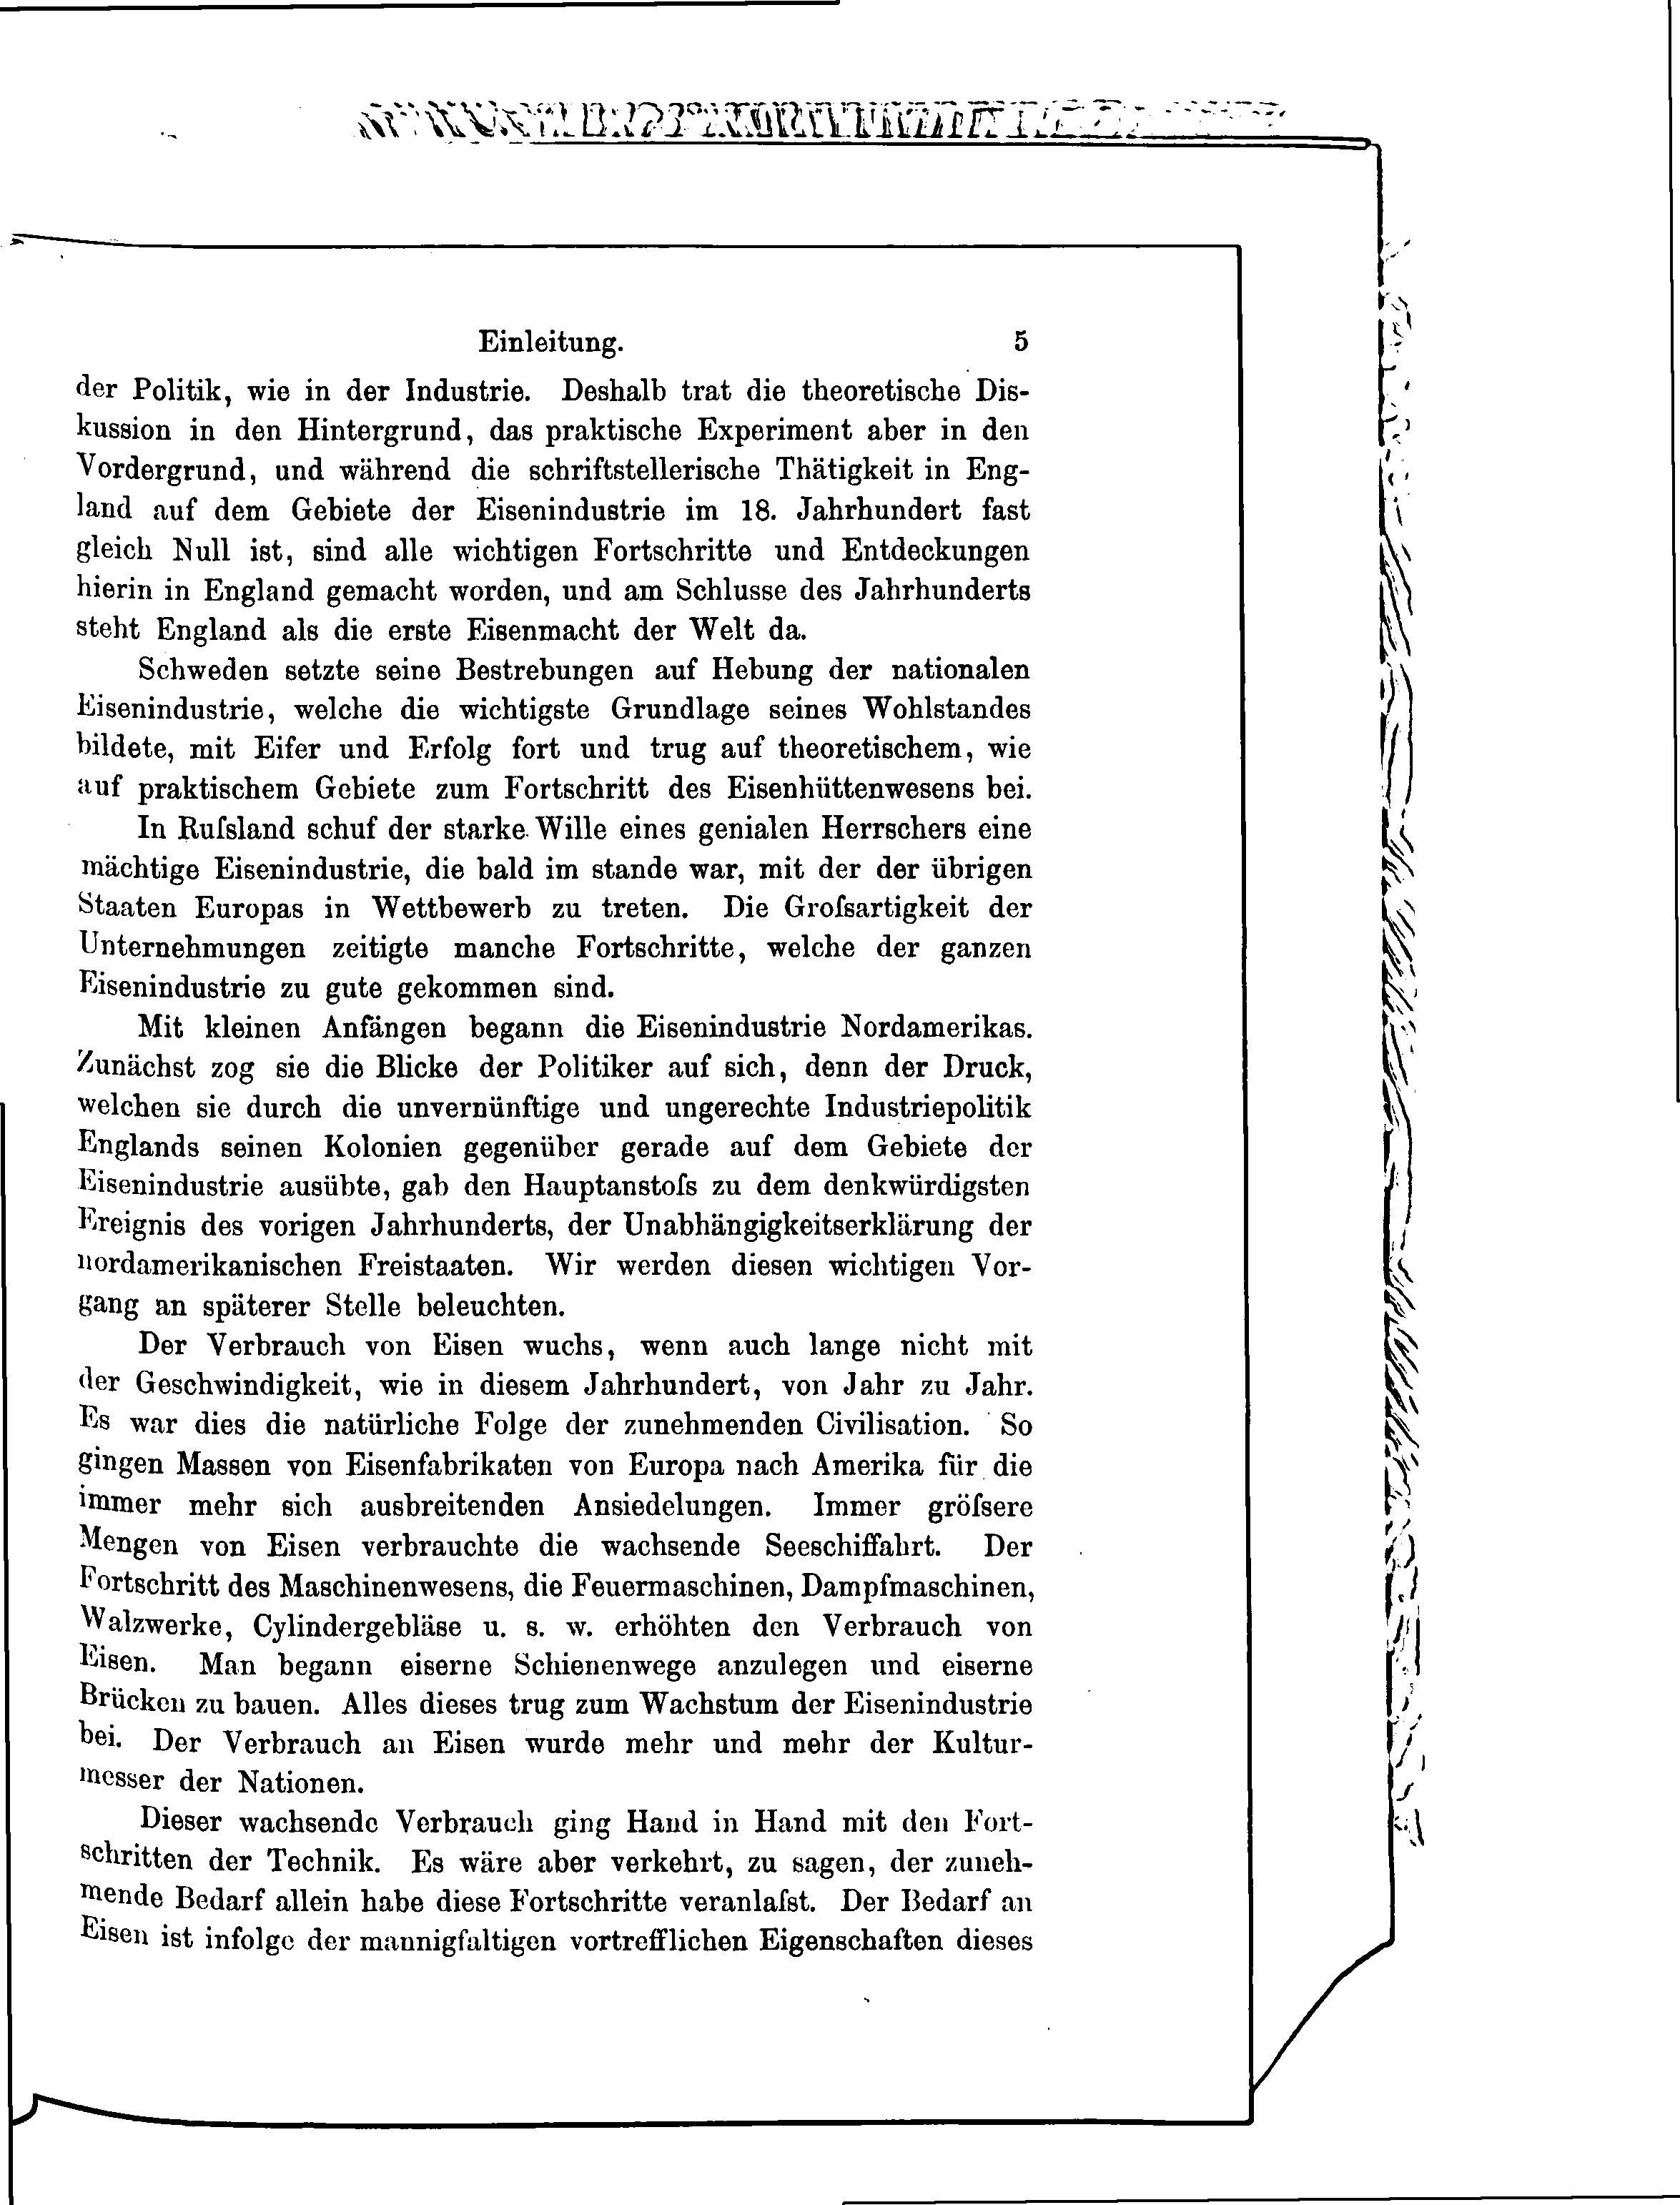 Einleitung. 5
der Politik, wie in der Industrie. Deshalb trat die theoretische Dis-
kussion in den Hintergrund, das praktische Experiment aber in den
Vordergrund, und während die schriftstellerische Thätigkeit in Eng-
land auf dem Gebiete der Eisenindustrie im 18. Jahrhundert fast
gleich Null ist, sind alle wichtigen Fortschritte und Entdeckungen
hierin in England gemacht worden, und am Schlusse des Jahrhunderts
steht England als die erste Eisenmacht der Welt da.
Schweden setzte seine Bestrebungen auf Hebung der nationalen
Eisenindustrie, welche die wichtigste Grundlage seines Wohlstandes
bildete, mit Eifer und Erfolg fort und trug auf theoretischem, wie
auf praktischem Gebiete zum Fortschritt des Eisenhüttenwesens bei.
In Ruſsland schuf der starke Wille eines genialen Herrschers eine
mächtige Eisenindustrie, die bald im stande war, mit der der übrigen
Staaten Europas in Wettbewerb zu treten. Die Groſsartigkeit der
Unternehmungen zeitigte manche Fortschritte, welche der ganzen
Eisenindustrie zu gute gekommen sind.
Mit kleinen Anfängen begann die Eisenindustrie Nordamerikas.
Zunächst zog sie die Blicke der Politiker auf sich, denn der Druck,
welchen sie durch die unvernünftige und ungerechte Industriepolitik
Englands seinen Kolonien gegenüber gerade auf dem Gebiete der
Eisenindustrie ausübte, gab den Hauptanstoſs zu dem denkwürdigsten
Ereignis des vorigen Jahrhunderts, der Unabhängigkeitserklärung der
nordamerikanischen Freistaaten. Wir werden diesen wichtigen Vor-
gang an späterer Stelle beleuchten.
Der Verbrauch von Eisen wuchs, wenn auch lange nicht mit
der Geschwindigkeit, wie in diesem Jahrhundert, von Jahr zu Jahr.
Es war dies die natürliche Folge der zunehmenden Civilisation. So
gingen Massen von Eisenfabrikaten von Europa nach Amerika für die
immer mehr sich ausbreitenden Ansiedelungen. Immer gröſsere
Mengen von Eisen verbrauchte die wachsende Seeschiffahrt. Der
Fortschritt des Maschinenwesens, die Feuermaschinen, Dampfmaschinen,
Walzwerke, Cylindergebläse u. s. w. erhöhten den Verbrauch von
Eisen. Man begann eiserne Schienenwege anzulegen und eiserne
Brücken zu bauen. Alles dieses trug zum Wachstum der Eisenindustrie
bei. Der Verbrauch an Eisen wurde mehr und mehr der Kultur-
messer der Nationen.
Dieser wachsende Verbrauch ging Hand in Hand mit den Fort-
schritten der Technik. Es wäre aber verkehrt, zu sagen, der zuneh-
mende Bedarf allein habe diese Fortschritte veranlaſst. Der Bedarf an
Eisen ist infolge der mannigfaltigen vortrefflichen Eigenschaften dieses